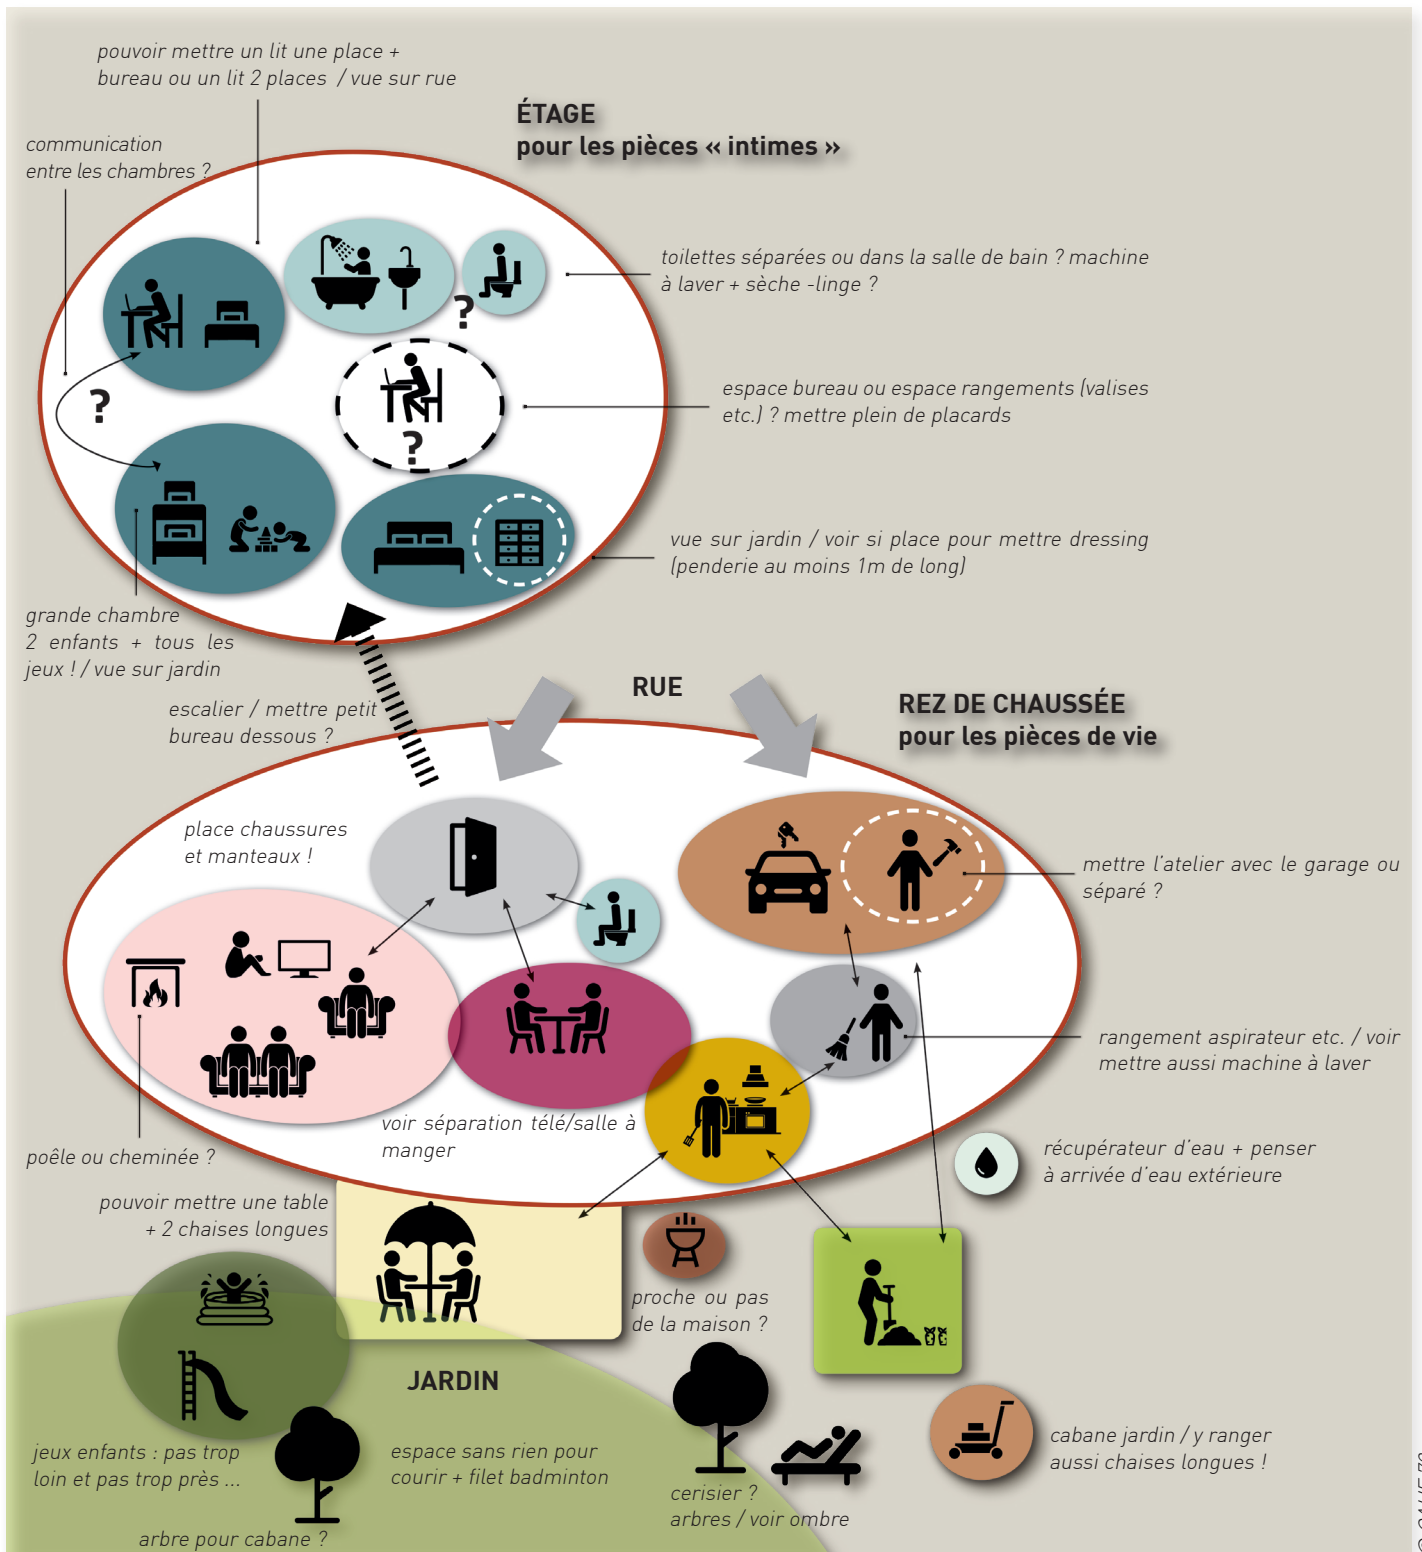 pouvoir mettre un lit une place +
bureau ou un lit 2 places / vue sur rue
ÉTAGE
pour les pièces « intimes »
communication
entre les chambres ?
toilettes séparées ou dans la salle de bain ? machine
à laver + sèche -linge ?
?
espace bureau ou espace rangements (valises
etc.) ? mettre plein de placards
?
?
vue sur jardin / voir si place pour mettre dressing
(penderie au moins 1m de long)
grande chambre
2 enfants + tous les
jeux ! / vue sur jardin
RUE
REZ DE CHAUSSÉE
pour les pièces de vie
escalier / mettre petit
bureau dessous ?
place chaussures
et manteaux !
mettre l'atelier avec le garage ou
séparé ?
rangement aspirateur etc. / voir
mettre aussi machine à laver
voir séparation télé/salle à
manger
poêle ou cheminée ?
récupérateur d'eau + penser
à arrivée d'eau extérieure
pouvoir mettre une table
+ 2 chaises longues
proche ou pas
de la maison ?
JARDIN
jeux enfants : pas trop
loin et pas trop près ...
espace sans rien pour
courir + filet badminton
cabane jardin / y ranger
aussi chaises longues !
cerisier ?
arbres / voir ombre
arbre pour cabane ?